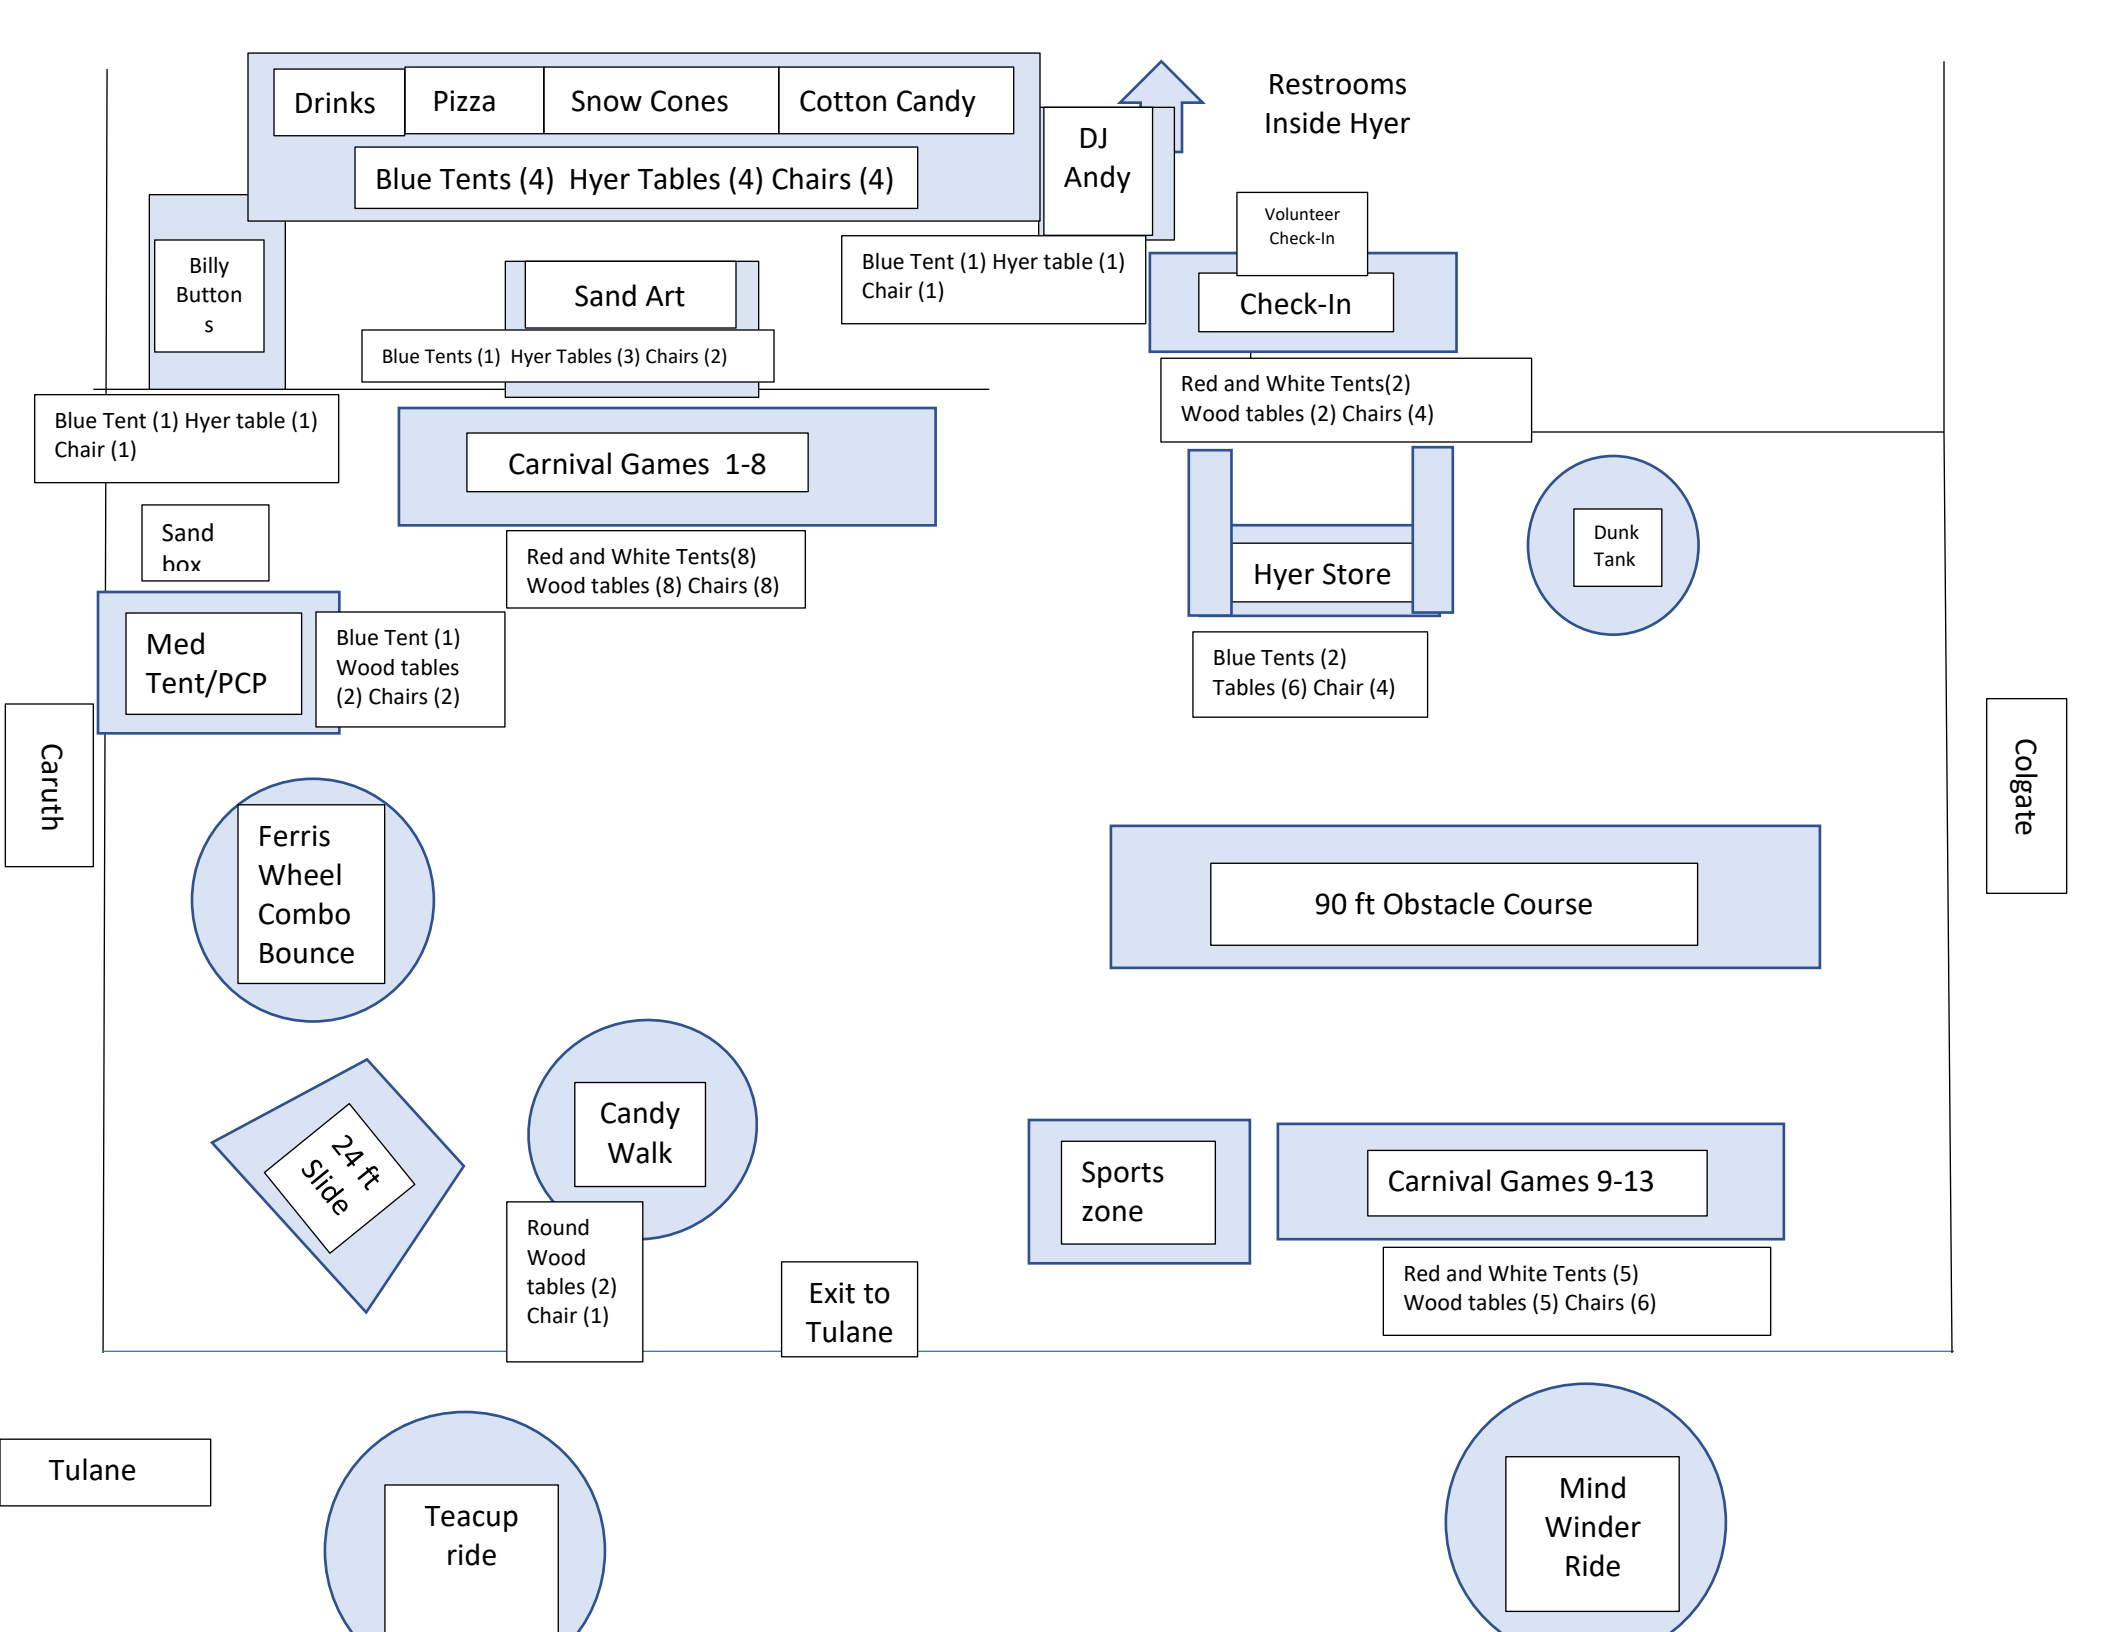 Drinks
Pizza
Snow Cones
Cotton Candy
Blue Tents (4)  Hyer Tables (4) Chairs (4)
DJ
Andy
Restrooms
Inside Hyer
Volunteer
Check-In
Check-In
Blue Tent (1) Hyer table (1)
Chair (1)
Billy
Button
s
Sand Art
Blue Tents (1)  Hyer Tables (3) Chairs (2)
Red and White Tents(2)
Wood tables (2) Chairs (4)
Blue Tent (1) Hyer table (1)
Chair (1)
Carnival Games  1-8
Red and White Tents(8)
Wood tables (8) Chairs (8)
Sand
box
Hyer Store
Dunk
Tank
Med
Tent/PCP
Blue Tent (1)
Wood tables
(2) Chairs (2)
Blue Tents (2)
Tables (6) Chair (4)
Caruth
Colgate
Ferris
Wheel
Combo
Bounce
90 ft Obstacle Course
24 ft
Slide
Candy
Walk
Round
Wood
tables (2)
Chair (1)
Sports
zone
Carnival Games 9-13
Red and White Tents (5)
Wood tables (5) Chairs (6)
Exit to
Tulane
Tulane
Teacup
ride
Mind
Winder
Ride